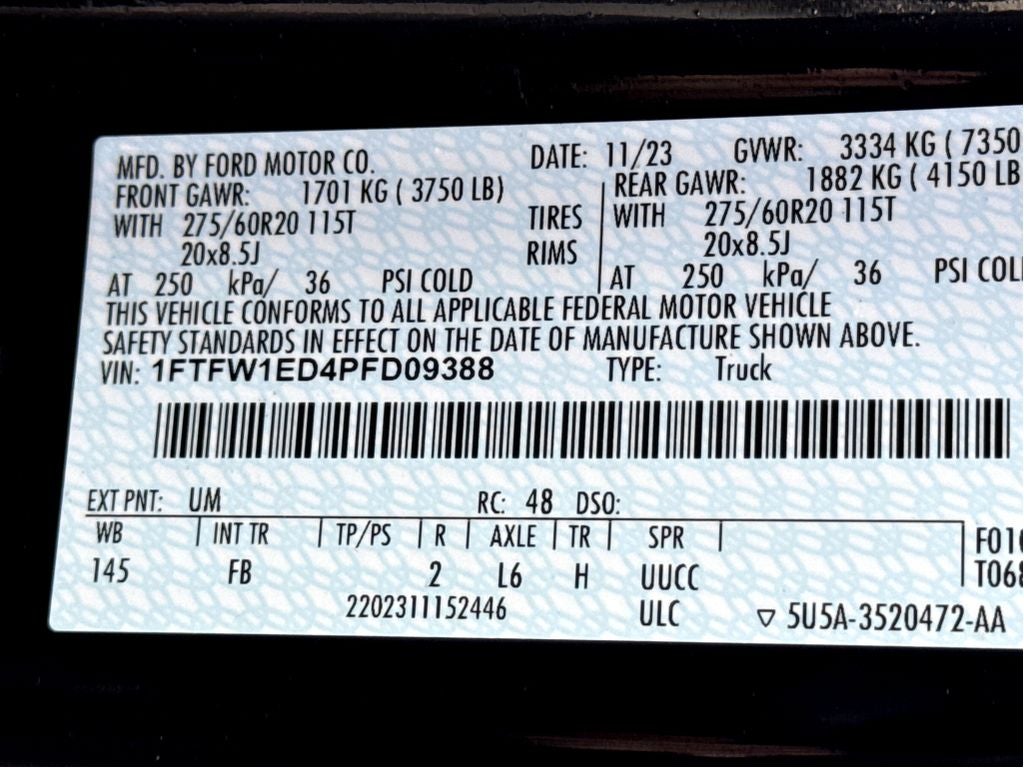 MFD. BY FORD MOTOR CO. DATE: 11/23 GVWR: 3334 KG ( 7350
FRONT GAWR: 1701 KG ( 3750 LB) REAR GAWR: 1882 KG ( 4150 LB
WITH 275/60R20 115T TIRES WITH 275/60R20 115T
20x8.5J RIMS 20x8.5J
AT 250 kPa/ 36 PSI COLD AT 250 kPa/ 36 PSI COL
THIS VEHICLE CONFORMS TO ALL APPLICABLE FEDERAL MOTOR VEHICLE
SAFETY STANDARDS IN EFFECT ON THE DATE OF MANUFACTURE SHOWN ABOVE.
VIN: 1FTFW1ED4PFD09388 TYPE: Truck
EXT PNT: UM RC: 48 DSO:
WB INT TR TP/PS R AXLE TR SPR F01
145 FB 2 L6 H UUCC T068
2202311152446 ULC ▽ 5U5A-3520472-AA